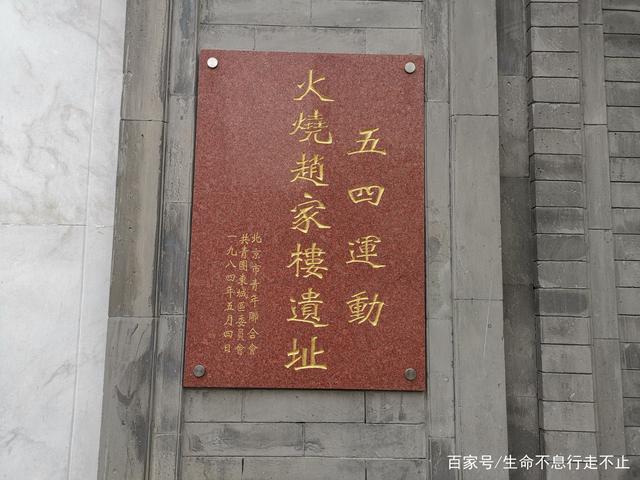 五四運動
火燒趙家樓遺址
北京市青年聯合會
共青團東城區委員會
一九八四年五月四日
百家号/生命不息行走不止